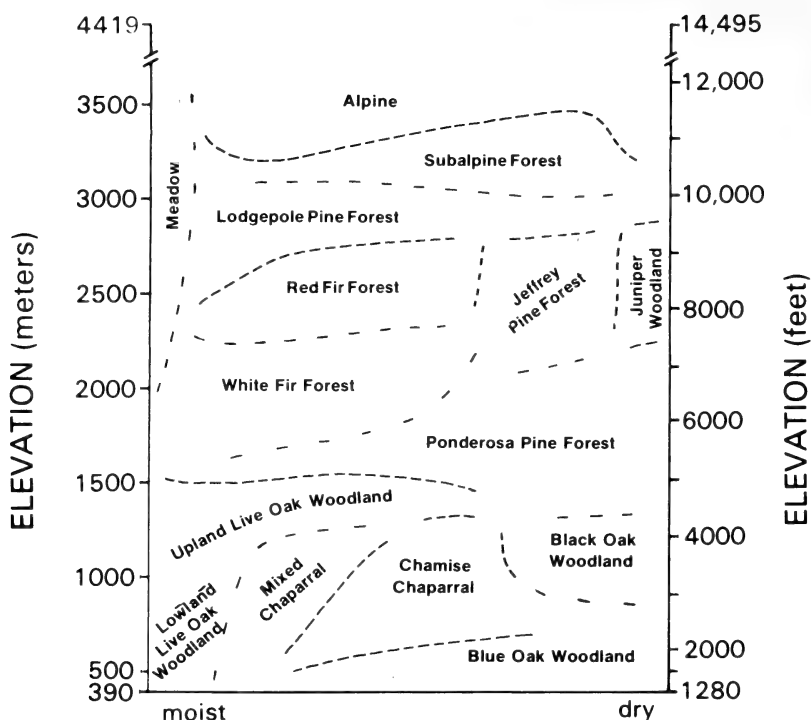 4419
14,495
12,000
3500
Alpine
Subalpine Forest
Meadow
3000
10,000
Lodgepole Pine Forest
Red Fir Forest
Jeffrey
Pine Forest
Juniper
Woodland
2500
8000
ELEVATION (meters)
ELEVATION (feet)
White Fir Forest
2000
6000
Ponderosa Pine Forest
1500
Upland Live Oak Woodland
4000
Black Oak
Woodland
Chamise
Chaparral
Mixed
Chaparral
1000
Lowland
Live Oak
Woodland
2000
Blue Oak Woodland
500
390
1280
moist
dry